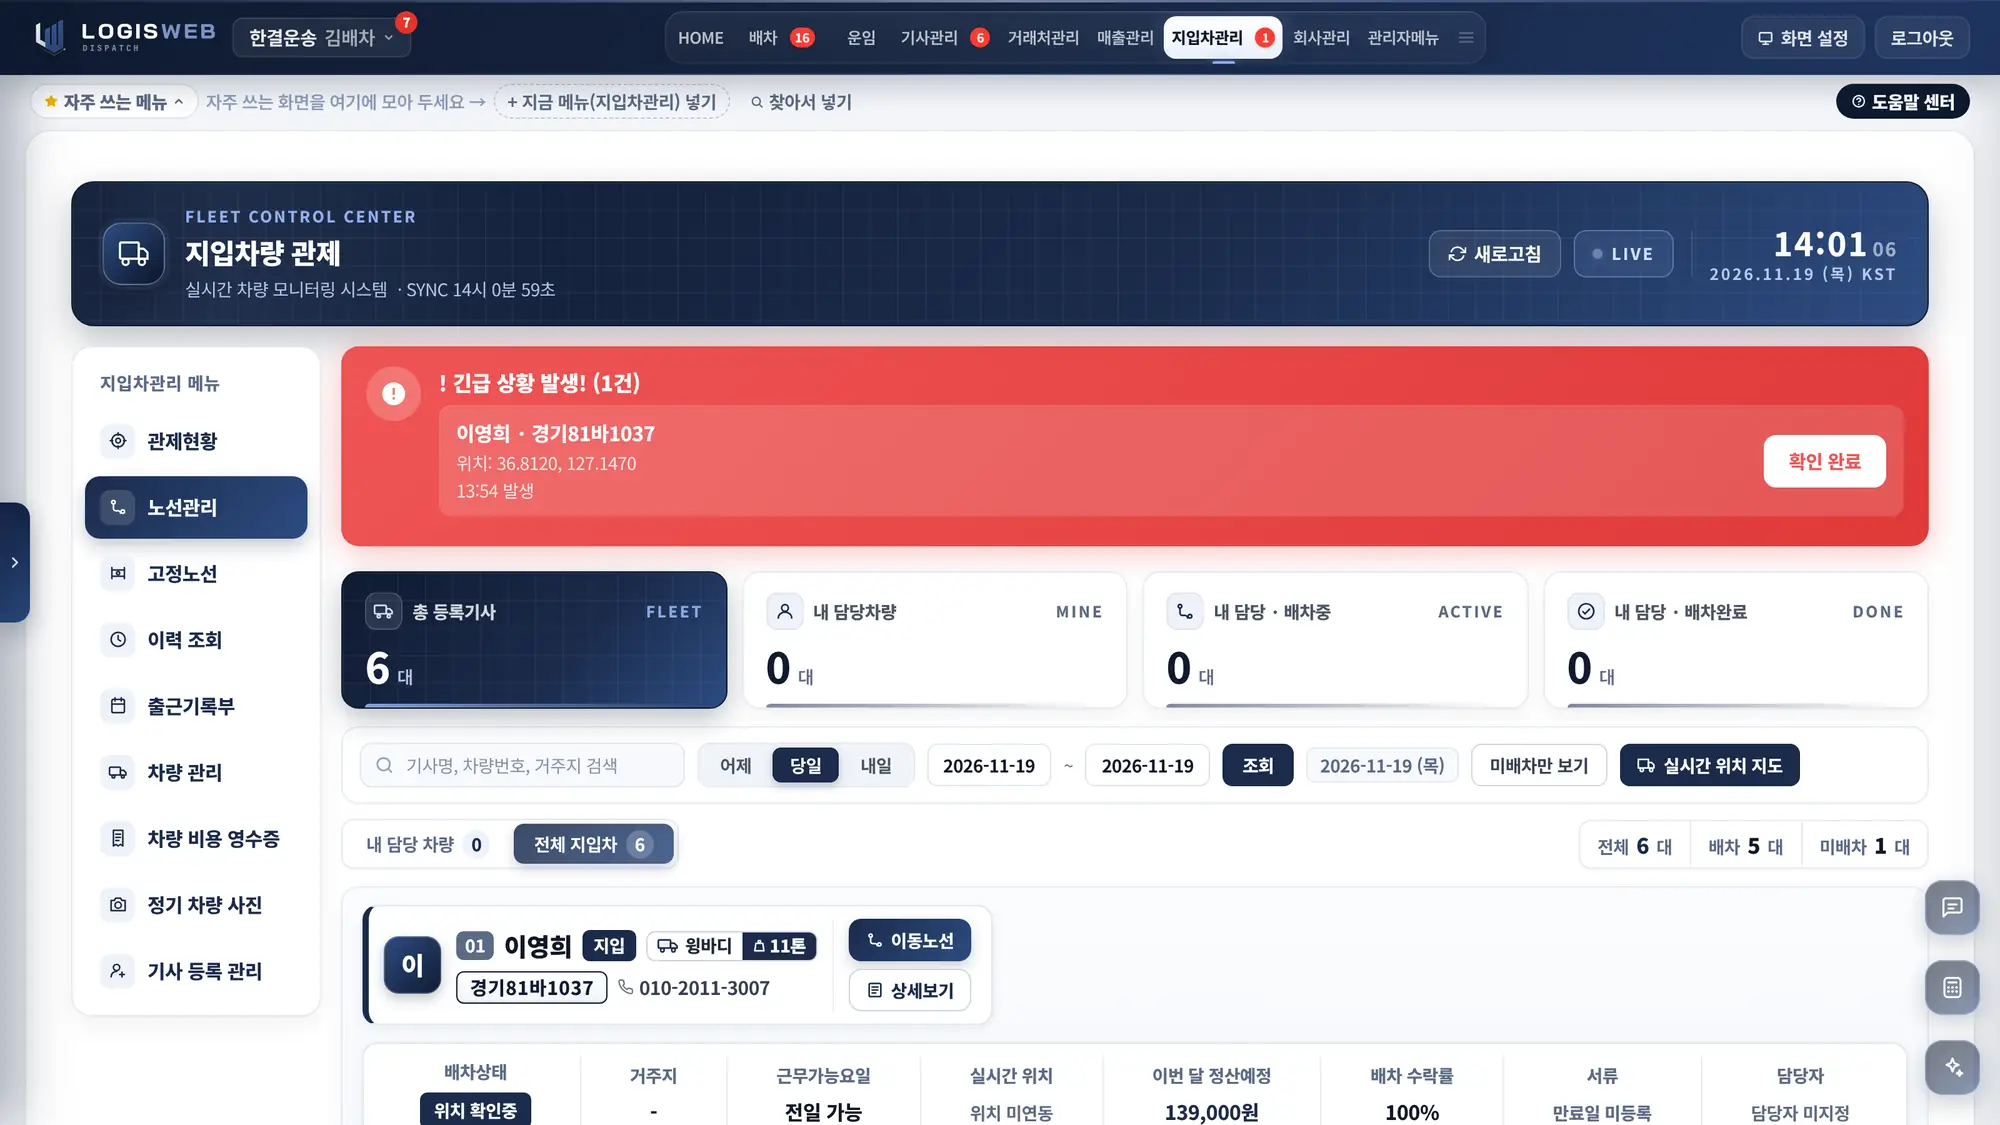 LOGISWEB
DISPATCH
한결운송 김배차
7
HOME
배차 16
운임
기사관리 6
거래처관리
매출관리
지입차관리 1
회사관리
관리자메뉴
화면 설정
로그아웃
자주 쓰는 메뉴
자주 쓰는 화면을 여기에 모아 두세요 →
+ 지금 메뉴(지입차관리) 넣기
찾아서 넣기
도움말 센터
FLEET CONTROL CENTER
지입차량 관제
실시간 차량 모니터링 시스템 · SYNC 14시 0분 59초
새로고침
LIVE
14:01 06
2026.11.19 (목) KST
지입차관리 메뉴
관제현황
노선관리
고정노선
이력 조회
출근기록부
차량 관리
차량 비용 영수증
정기 차량 사진
기사 등록 관리
! 긴급 상황 발생! (1건)
이영희 · 경기81바1037
위치: 36.8120, 127.1470
13:54 발생
확인 완료
총 등록기사 FLEET
6 대
내 담당차량 MINE
0 대
내 담당 · 배차중 ACTIVE
0 대
내 담당 · 배차완료 DONE
0 대
기사명, 차량번호, 거주지 검색
어제
당일
내일
2026-11-19 ~ 2026-11-19
조회
2026-11-19 (목)
미배차만 보기
실시간 위치 지도
내 담당 차량 0
전체 지입차 6
전체 6 대
배차 5 대
미배차 1 대
이
01 이영희 지입 윙바디 11톤
경기81바1037 010-2011-3007
이동노선
상세보기
배차상태
위치 확인중
거주지
-
근무가능요일
전일 가능
실시간 위치
위치 미연동
이번 달 정산예정
139,000원
배차 수락률
100%
서류
만료일 미등록
담당자
담당자 미지정